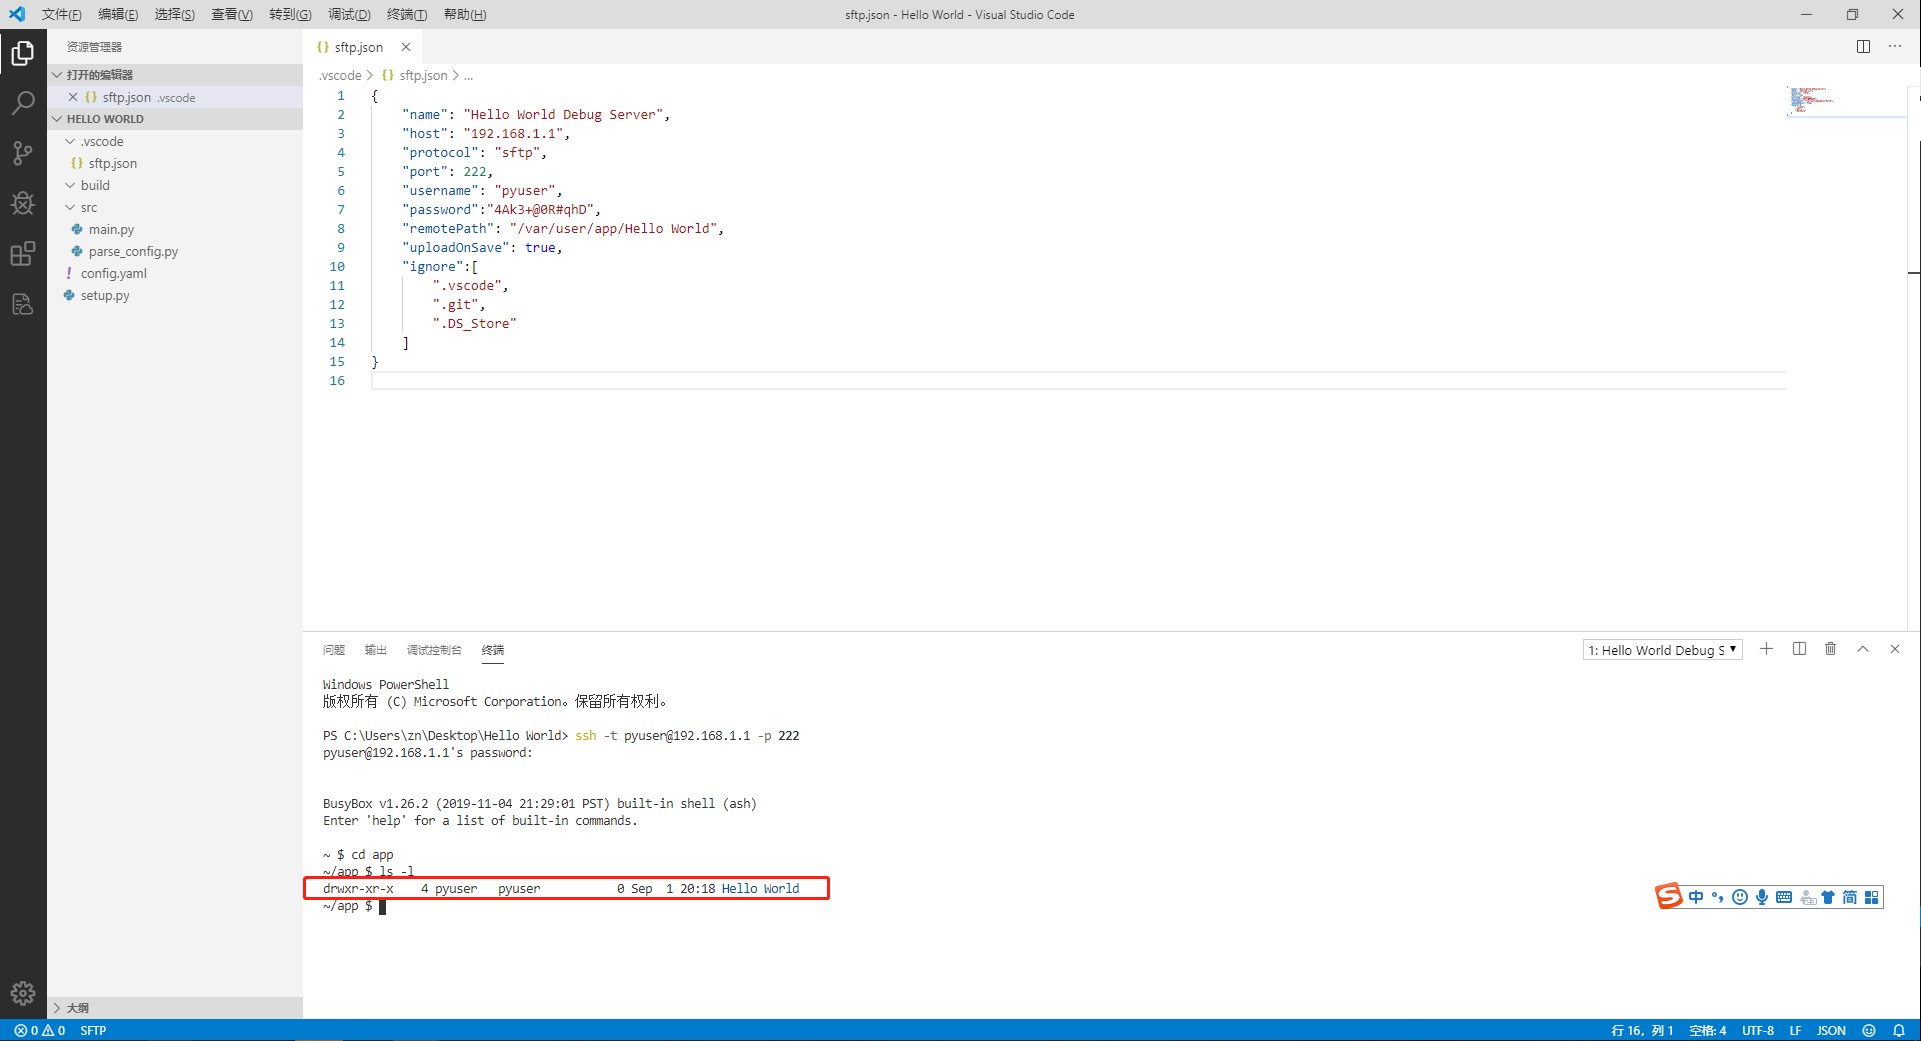 文件(F) 编辑(E) 选择(S) 查看(V) 转到(G) 调试(D) 终端(T) 帮助(H) sftp.json - Hello World - Visual Studio Code
资源管理器
打开的编辑器
sftp.json .vscode
HELLO WORLD
.vscode
sftp.json
build
src
main.py
parse_config.py
config.yaml
setup.py
大纲
sftp.json
.vscode > sftp.json > ...
1 {
2 "name": "Hello World Debug Server",
3 "host": "192.168.1.1",
4 "protocol": "sftp",
5 "port": 222,
6 "username": "pyuser",
7 "password":"4Ak3+@0R#qhD",
8 "remotePath": "/var/user/app/Hello World",
9 "uploadOnSave": true,
10 "ignore":[
11 ".vscode",
12 ".git",
13 ".DS_Store"
14 ]
15 }
16
问题 输出 调试控制台 终端 1: Hello World Debug S
Windows PowerShell
版权所有 (C) Microsoft Corporation。保留所有权利。
PS C:\Users\zn\Desktop\Hello World> ssh -t pyuser@192.168.1.1 -p 222
pyuser@192.168.1.1's password:
BusyBox v1.26.2 (2019-11-04 21:29:01 PST) built-in shell (ash)
Enter 'help' for a list of built-in commands.
~ $ cd app
~/app $ ls -l
drwxr-xr-x 4 pyuser pyuser 0 Sep 1 20:18 Hello World
~/app $
S 中 简
0 0 SFTP 行 16，列 1 空格: 4 UTF-8 LF JSON